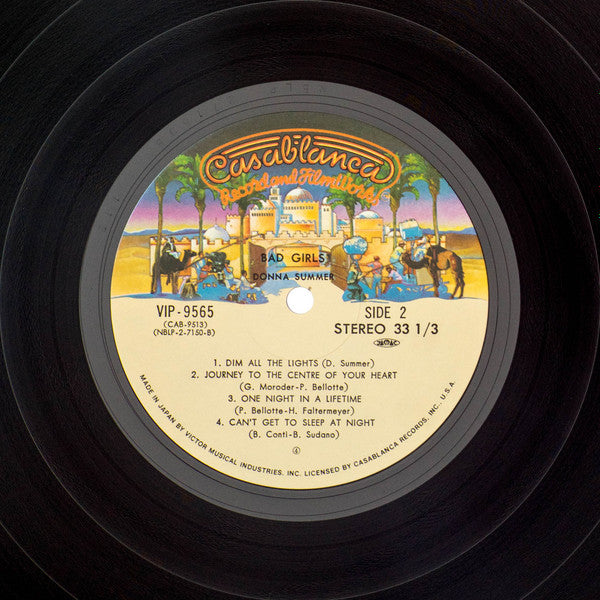 Casablanca
Record and FilmWorks
BAD GIRLS
DONNA SUMMER
VIP-9565
(CAB-9513)
(NBLP-2-7150-B)
SIDE 2
STEREO 33 1/3
JASRAC
1. DIM ALL THE LIGHTS (D. Summer)
2. JOURNEY TO THE CENTRE OF YOUR HEART
(G. Moroder-P. Bellotte)
3. ONE NIGHT IN A LIFETIME
(P. Bellotte-H. Faltermeyer)
4. CAN'T GET TO SLEEP AT NIGHT
(B. Conti-B. Sudano)
MADE IN JAPAN BY VICTOR MUSICAL INDUSTRIES, INC. LICENSED BY CASABLANCA RECORDS, INC., U.S.A.